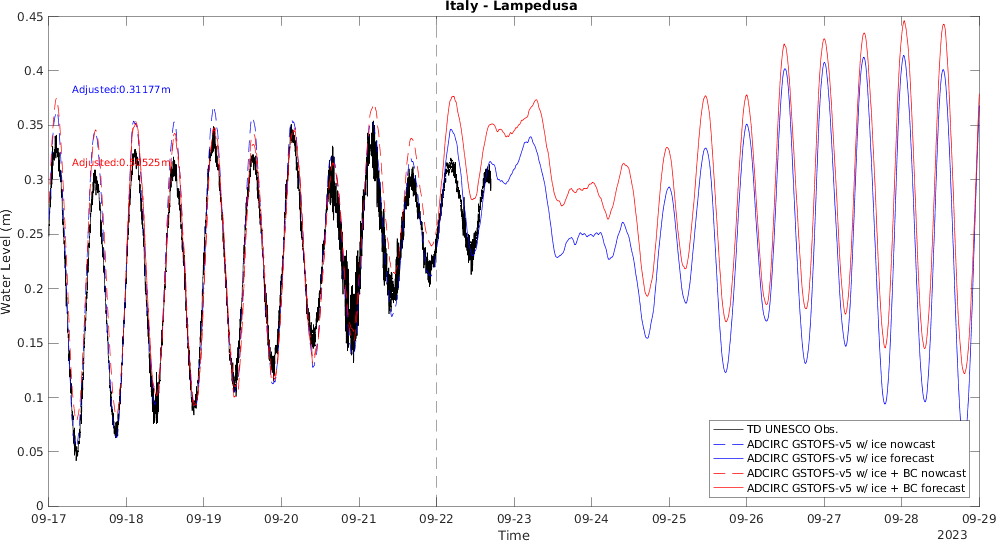 Italy - Lampedusa
Water Level (m)
0.45
0.4
0.35
0.3
0.25
0.2
0.15
0.1
0.05
0
Adjusted:0.31177m
TD UNESCO Obs.
ADCIRC GSTOFS-v5 w/ ice nowcast
ADCIRC GSTOFS-v5 w/ ice forecast
ADCIRC GSTOFS-v5 w/ ice + BC nowcast
ADCIRC GSTOFS-v5 w/ ice + BC forecast
09-17 09-18 09-19 09-20 09-21 09-22 09-23 09-24 09-25 09-26 09-27 09-28 09-29
Time
2023